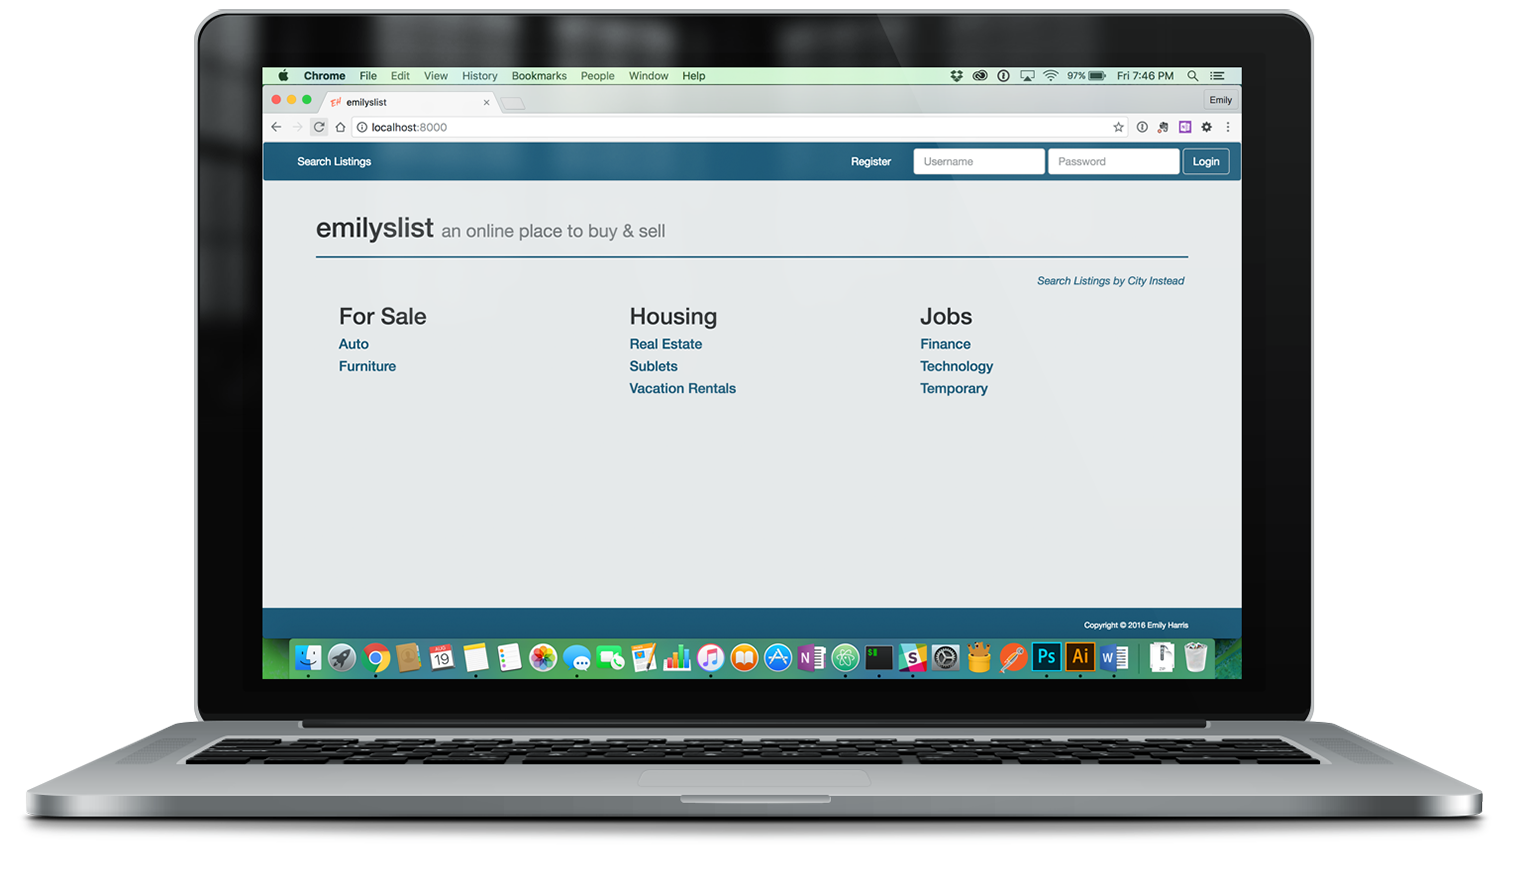 Chrome File Edit View History Bookmarks People Window Help 97% Fri 7:46 PM
EH emilyslist Emily
localhost:8000
Search Listings Register Username Password Login
emilyslist an online place to buy & sell
Search Listings by City Instead
For Sale Housing Jobs
Auto Real Estate Finance
Furniture Sublets Technology
Vacation Rentals Temporary
Copyright © 2016 Emily Harris
AUG
19 N S Ps Ai W ZIP